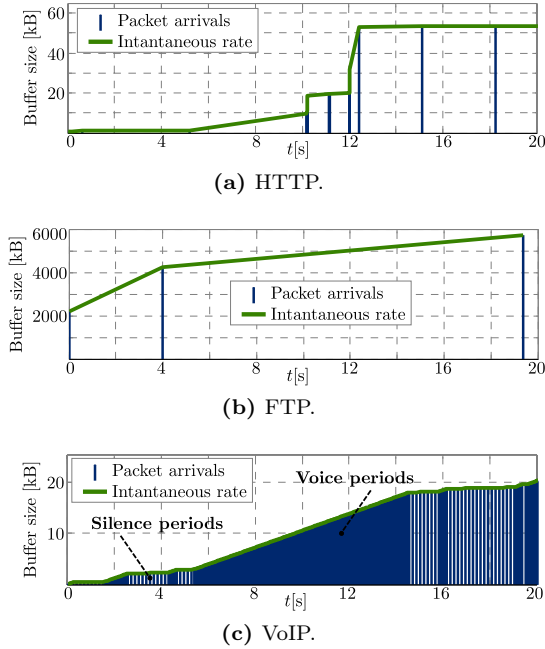 60
40
20
Buffer size [kB]
Packet arrivals
Intantaneous rate
0 4 8 12 16 20
t[s]
(a) HTTP.
6000
4000
2000
Buffer size [kB]
Packet arrivals
Intantaneous rate
0 4 8 12 16 20
t[s]
(b) FTP.
20
10
Buffer size [kB]
Packet arrivals
Intantaneous rate
Voice periods
Silence periods
0 4 8 12 16 20
t[s]
(c) VoIP.